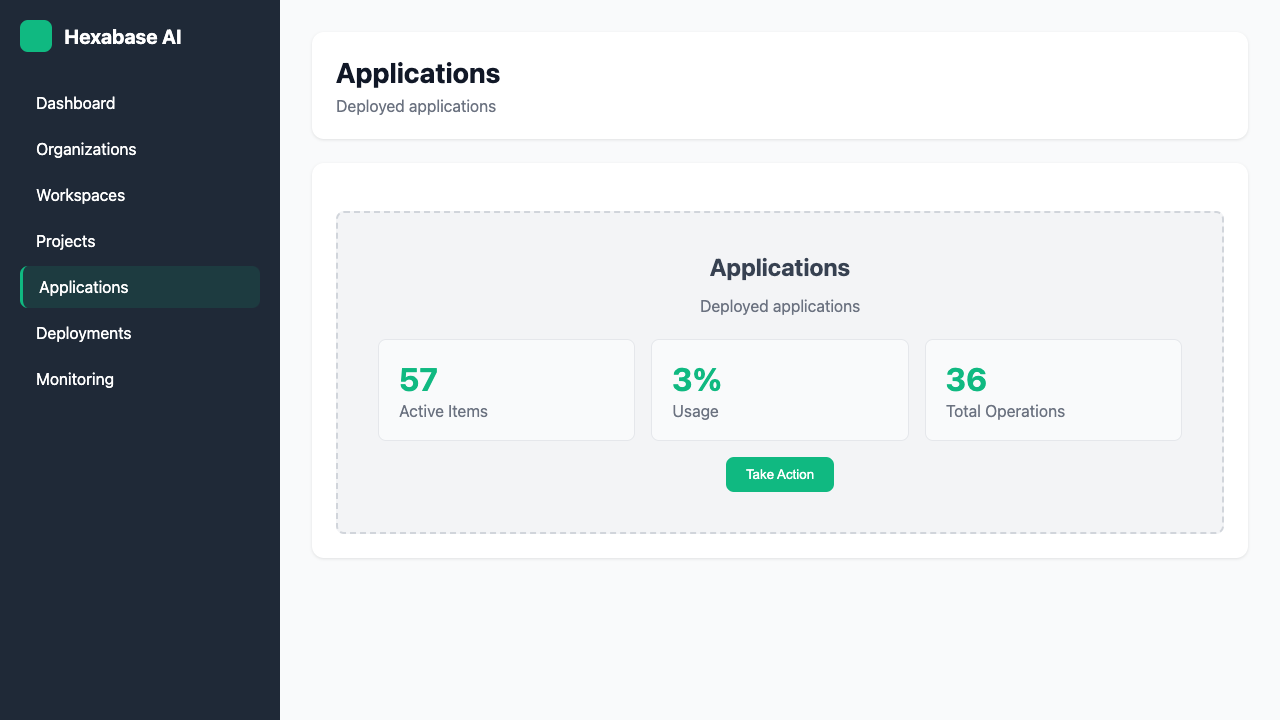 Hexabase AI
Dashboard
Organizations
Workspaces
Projects
Applications
Deployments
Monitoring
Applications
Deployed applications
Applications
Deployed applications
57
Active Items
3%
Usage
36
Total Operations
Take Action